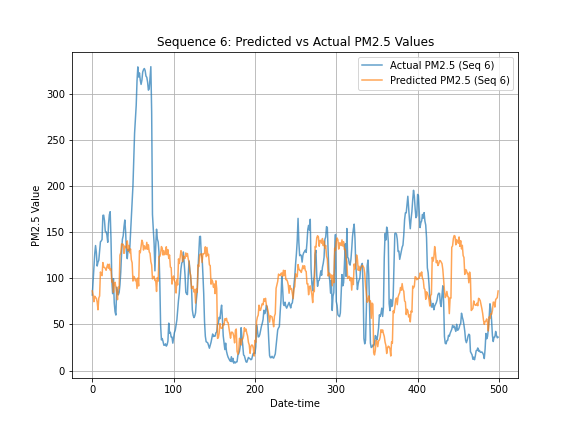 Sequence 6: Predicted vs Actual PM2.5 Values
Actual PM2.5 (Seq 6)
Predicted PM2.5 (Seq 6)
PM2.5 Value
300
250
200
150
100
50
0
0 100 200 300 400 500
Date-time